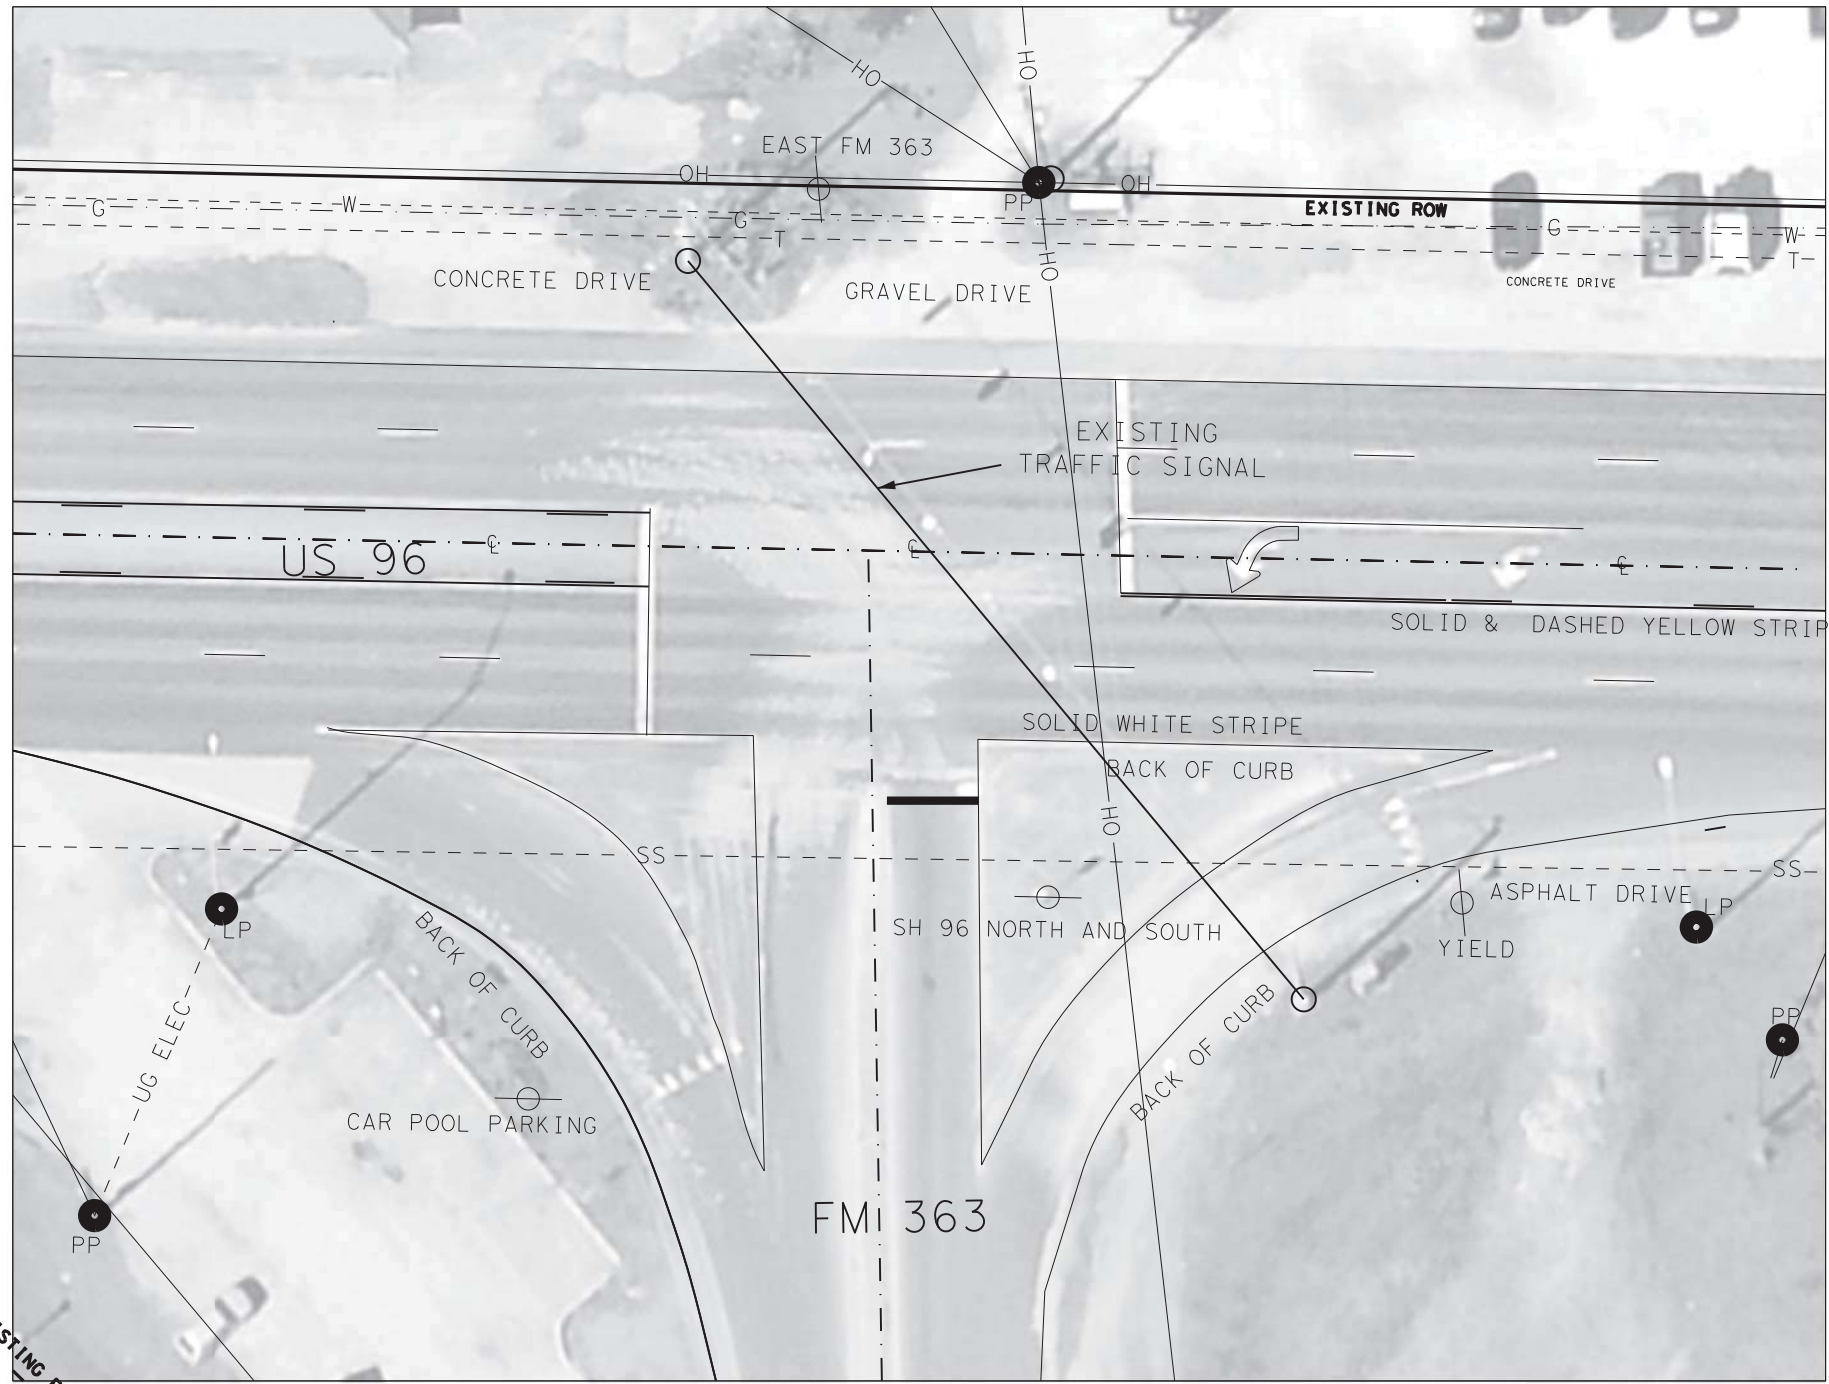 HO
HO
EAST FM 363
OH
OH
PP
EXISTING ROW
G
W
G
G
W
T
T
HO
CONCRETE DRIVE
GRAVEL DRIVE
CONCRETE DRIVE
EXISTING
TRAFFIC SIGNAL
US 96
℄
℄
℄
SOLID & DASHED YELLOW STRIP
SOLID WHITE STRIPE
BACK OF CURB
HO
SS
SS
ASPHALT DRIVE
LP
LP
SH 96 NORTH AND SOUTH
YIELD
BACK OF CURB
BACK OF CURB
PP
UG ELEC
CAR POOL PARKING
FM 363
PP
STING